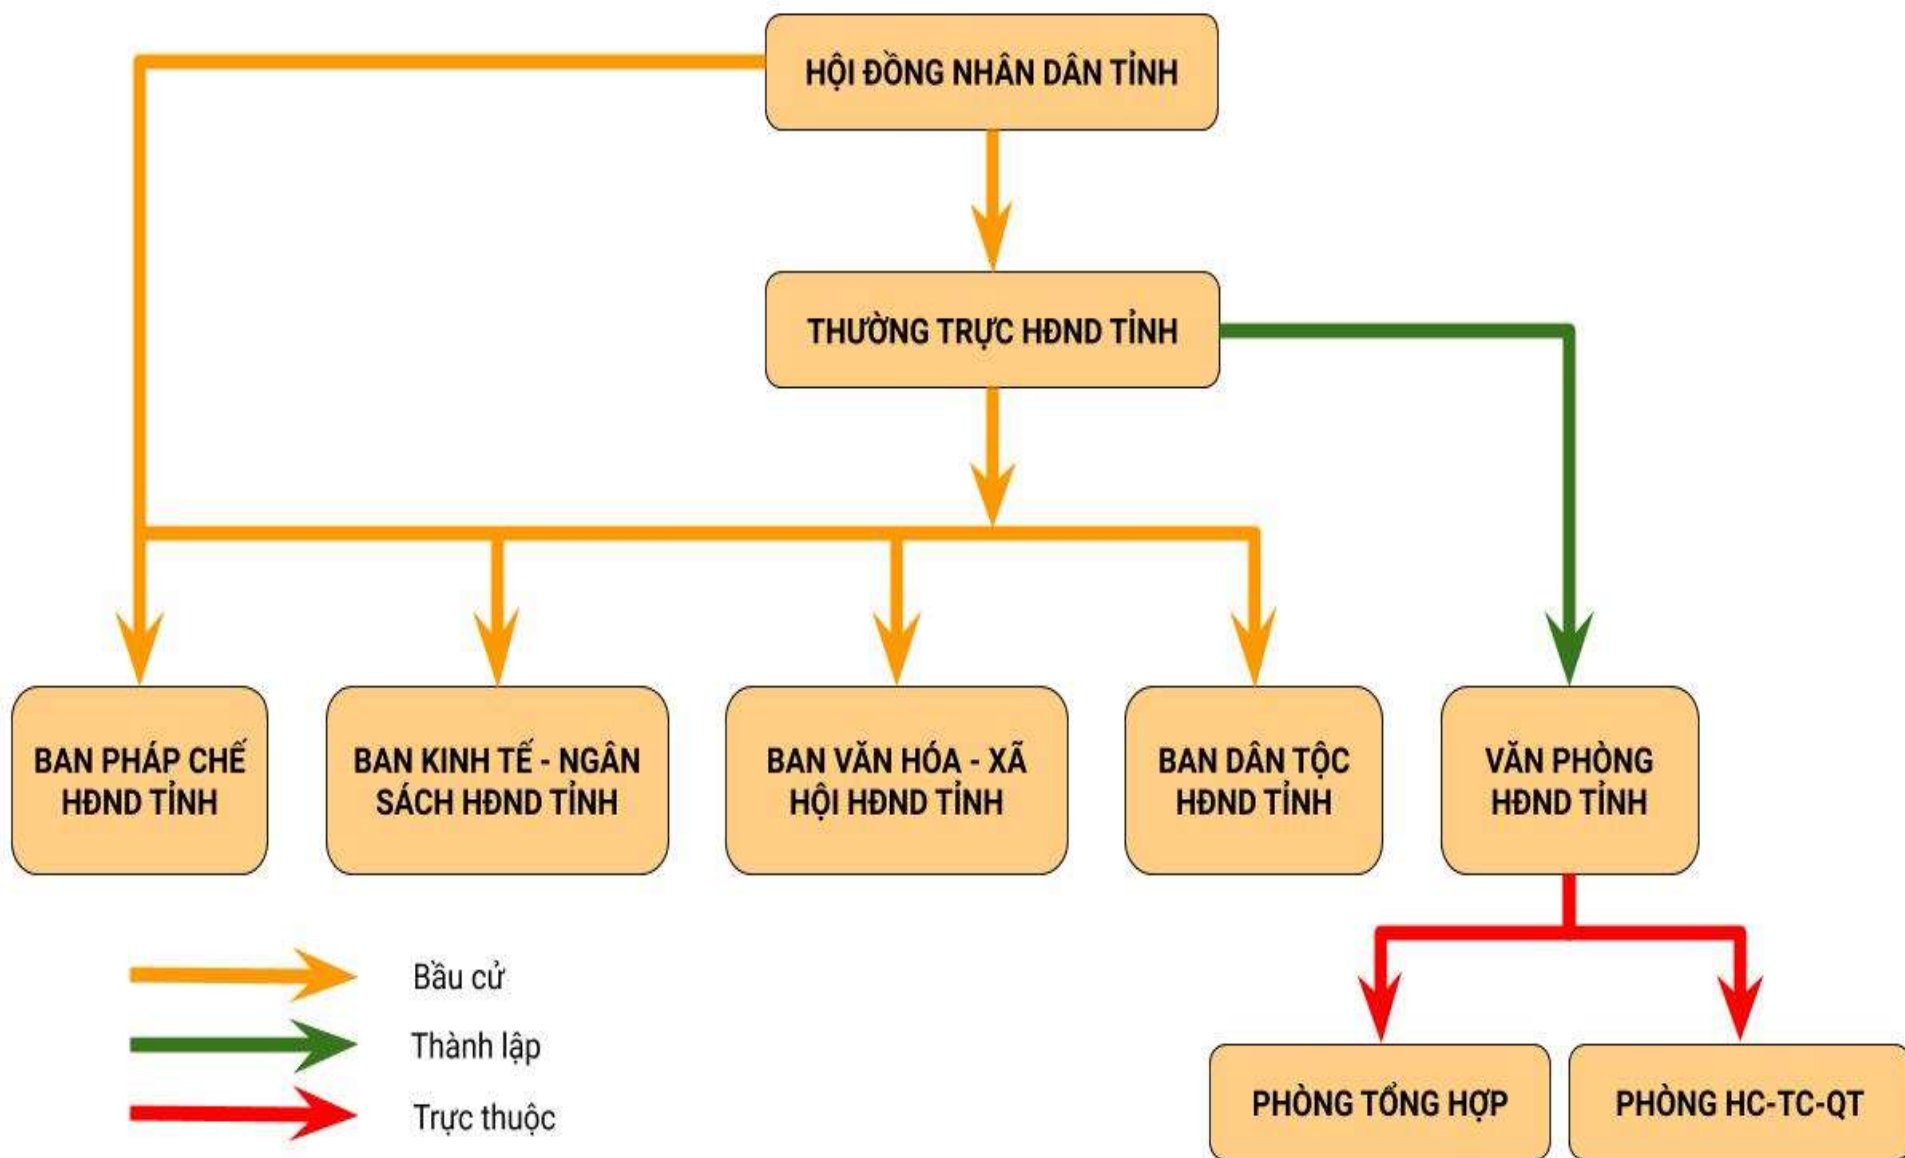 HỘI ĐỒNG NHÂN DÂN TỈNH
THƯỜNG TRỰC HĐND TỈNH
BAN PHÁP CHẾ
HĐND TỈNH
BAN KINH TẾ - NGÂN
SÁCH HĐND TỈNH
BAN VĂN HÓA - XÃ
HỘI HĐND TỈNH
BAN DÂN TỘC
HĐND TỈNH
VĂN PHÒNG
HĐND TỈNH
Bầu cử
Thành lập
Trực thuộc
PHÒNG TỔNG HỢP
PHÒNG HC-TC-QT